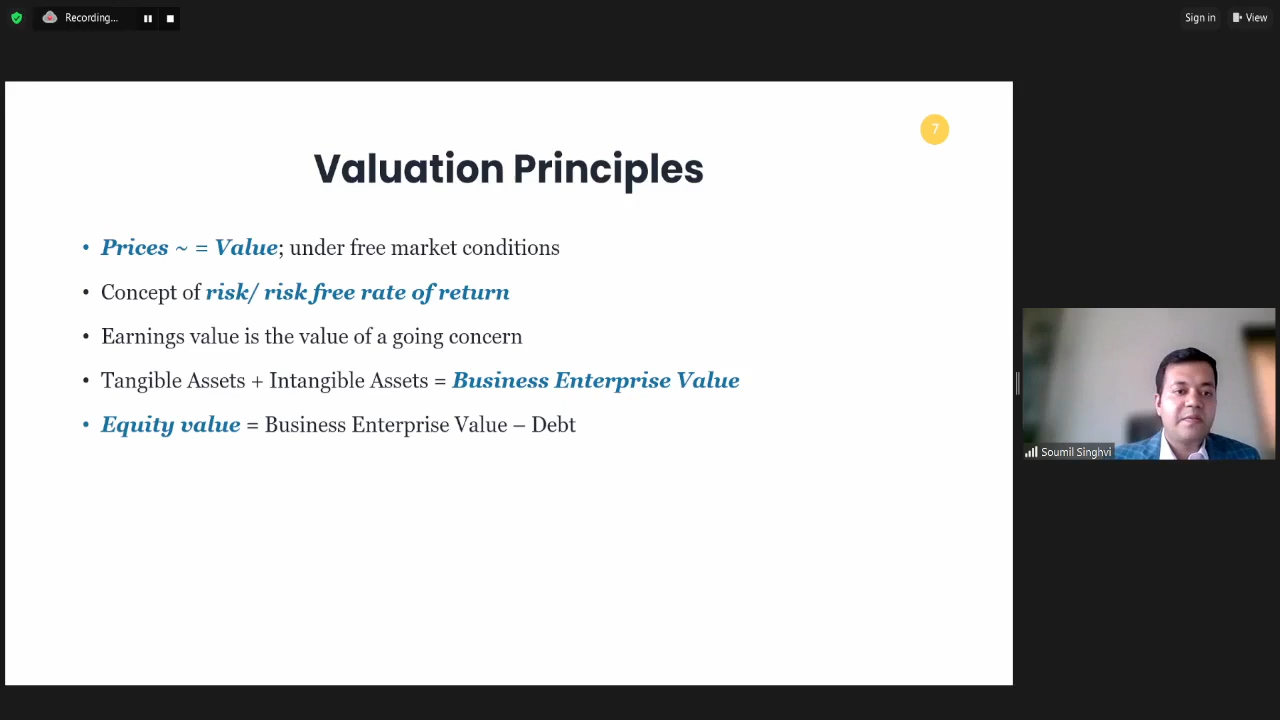 Recording...
Sign in
View
7
Valuation Principles
• Prices ~ = Value; under free market conditions
• Concept of risk/ risk free rate of return
• Earnings value is the value of a going concern
• Tangible Assets + Intangible Assets = Business Enterprise Value
• Equity value = Business Enterprise Value – Debt
Soumil Singhvi